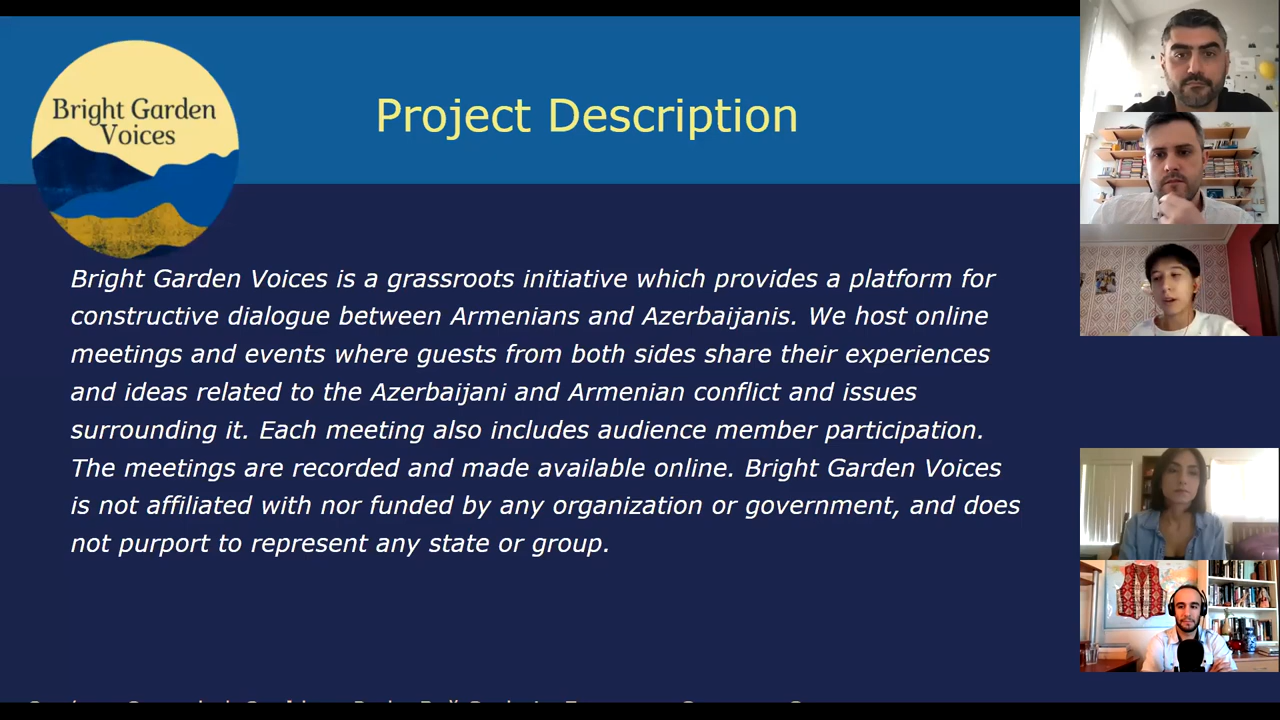 Bright Garden
Voices
Project Description
Bright Garden Voices is a grassroots initiative which provides a platform for
constructive dialogue between Armenians and Azerbaijanis. We host online
meetings and events where guests from both sides share their experiences
and ideas related to the Azerbaijani and Armenian conflict and issues
surrounding it. Each meeting also includes audience member participation.
The meetings are recorded and made available online. Bright Garden Voices
is not affiliated with nor funded by any organization or government, and does
not purport to represent any state or group.